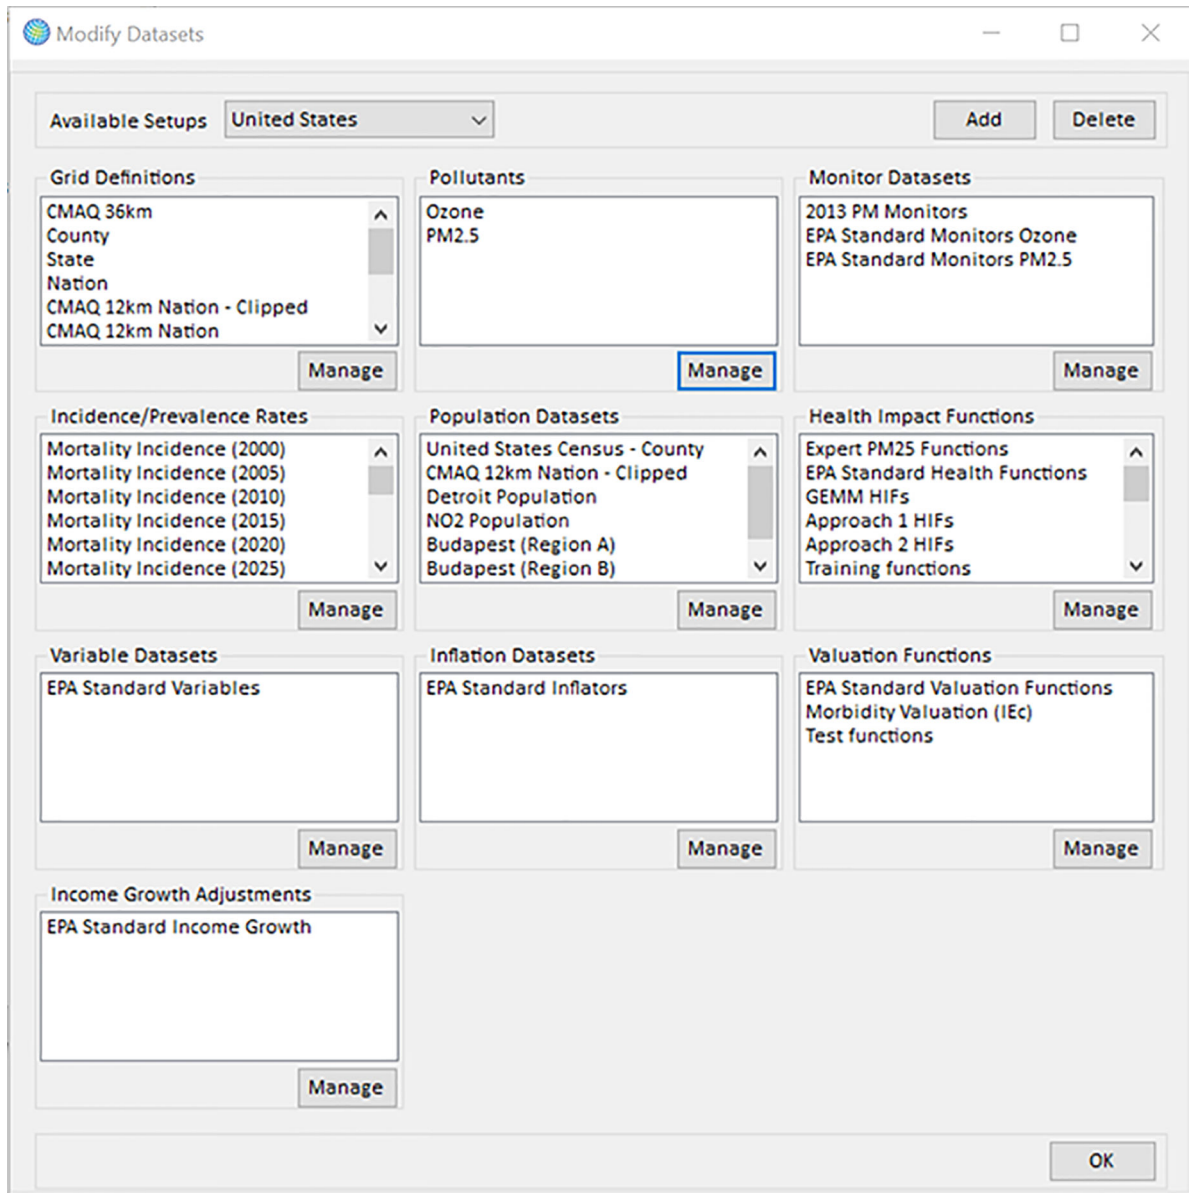 Modify Datasets
Available Setups United States Add Delete
Grid Definitions
CMAQ 36km
County
State
Nation
CMAQ 12km Nation - Clipped
CMAQ 12km Nation
Manage
Pollutants
Ozone
PM2.5
Manage
Monitor Datasets
2013 PM Monitors
EPA Standard Monitors Ozone
EPA Standard Monitors PM2.5
Manage
Incidence/Prevalence Rates
Mortality Incidence (2000)
Mortality Incidence (2005)
Mortality Incidence (2010)
Mortality Incidence (2015)
Mortality Incidence (2020)
Mortality Incidence (2025)
Manage
Population Datasets
United States Census - County
CMAQ 12km Nation - Clipped
Detroit Population
NO2 Population
Budapest (Region A)
Budapest (Region B)
Manage
Health Impact Functions
Expert PM25 Functions
EPA Standard Health Functions
GEMM HIFs
Approach 1 HIFs
Approach 2 HIFs
Training functions
Manage
Variable Datasets
EPA Standard Variables
Manage
Inflation Datasets
EPA Standard Inflators
Manage
Valuation Functions
EPA Standard Valuation Functions
Morbidity Valuation (IEc)
Test functions
Manage
Income Growth Adjustments
EPA Standard Income Growth
Manage
OK